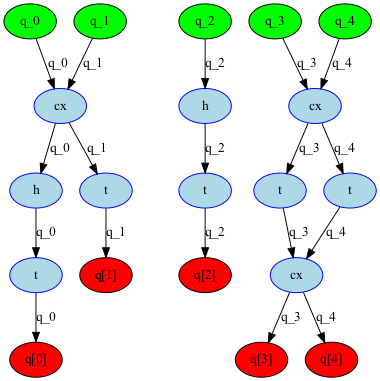 q_0 q_1 q_2 q_3 q_4
q_0 q_1 q_2 q_3 q_4
cx h cx
q_0 q_1 q_2 q_3 q_4
h t t t t
q_0 q_1 q_2 q_3 q_4
t q[1] q[2] cx
q_0 q_3 q_4
q[0] q[3] q[4]